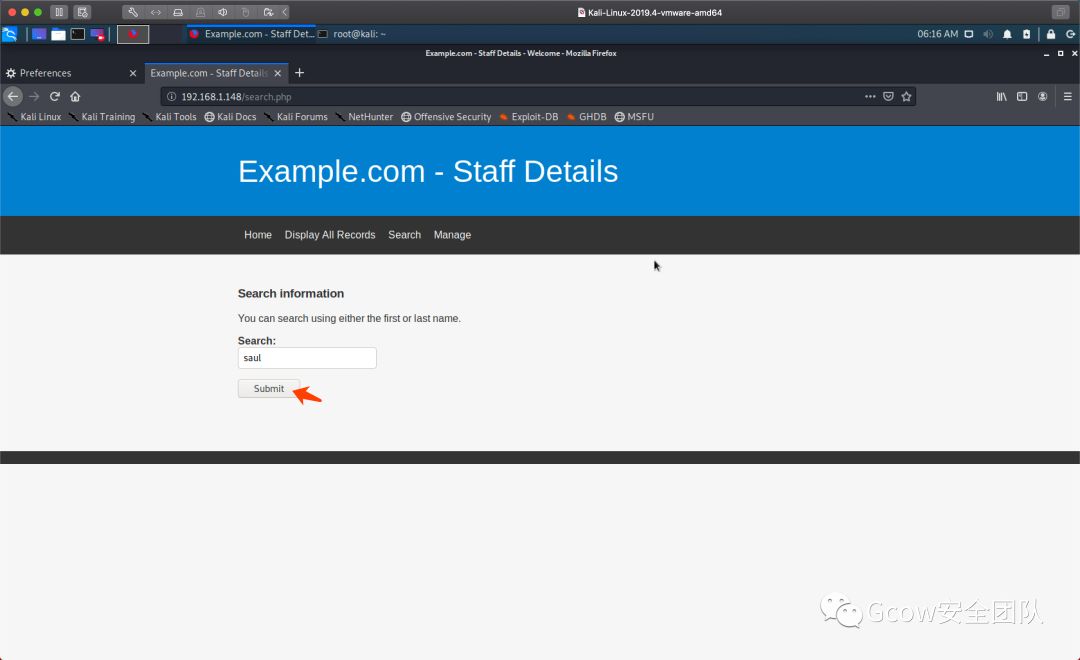 Kali-Linux-2019.4-vmware-amd64
Example.com - Staff Det... root@kali: ~ 06:16 AM
Example.com - Staff Details - Welcome - Mozilla Firefox
Preferences Example.com - Staff Details
192.168.1.148/search.php
Kali Linux Kali Training Kali Tools Kali Docs Kali Forums NetHunter Offensive Security Exploit-DB GHDB MSFU
Example.com - Staff Details
Home Display All Records Search Manage
Search information
You can search using either the first or last name.
Search:
saul
Submit
Gcow安全团队